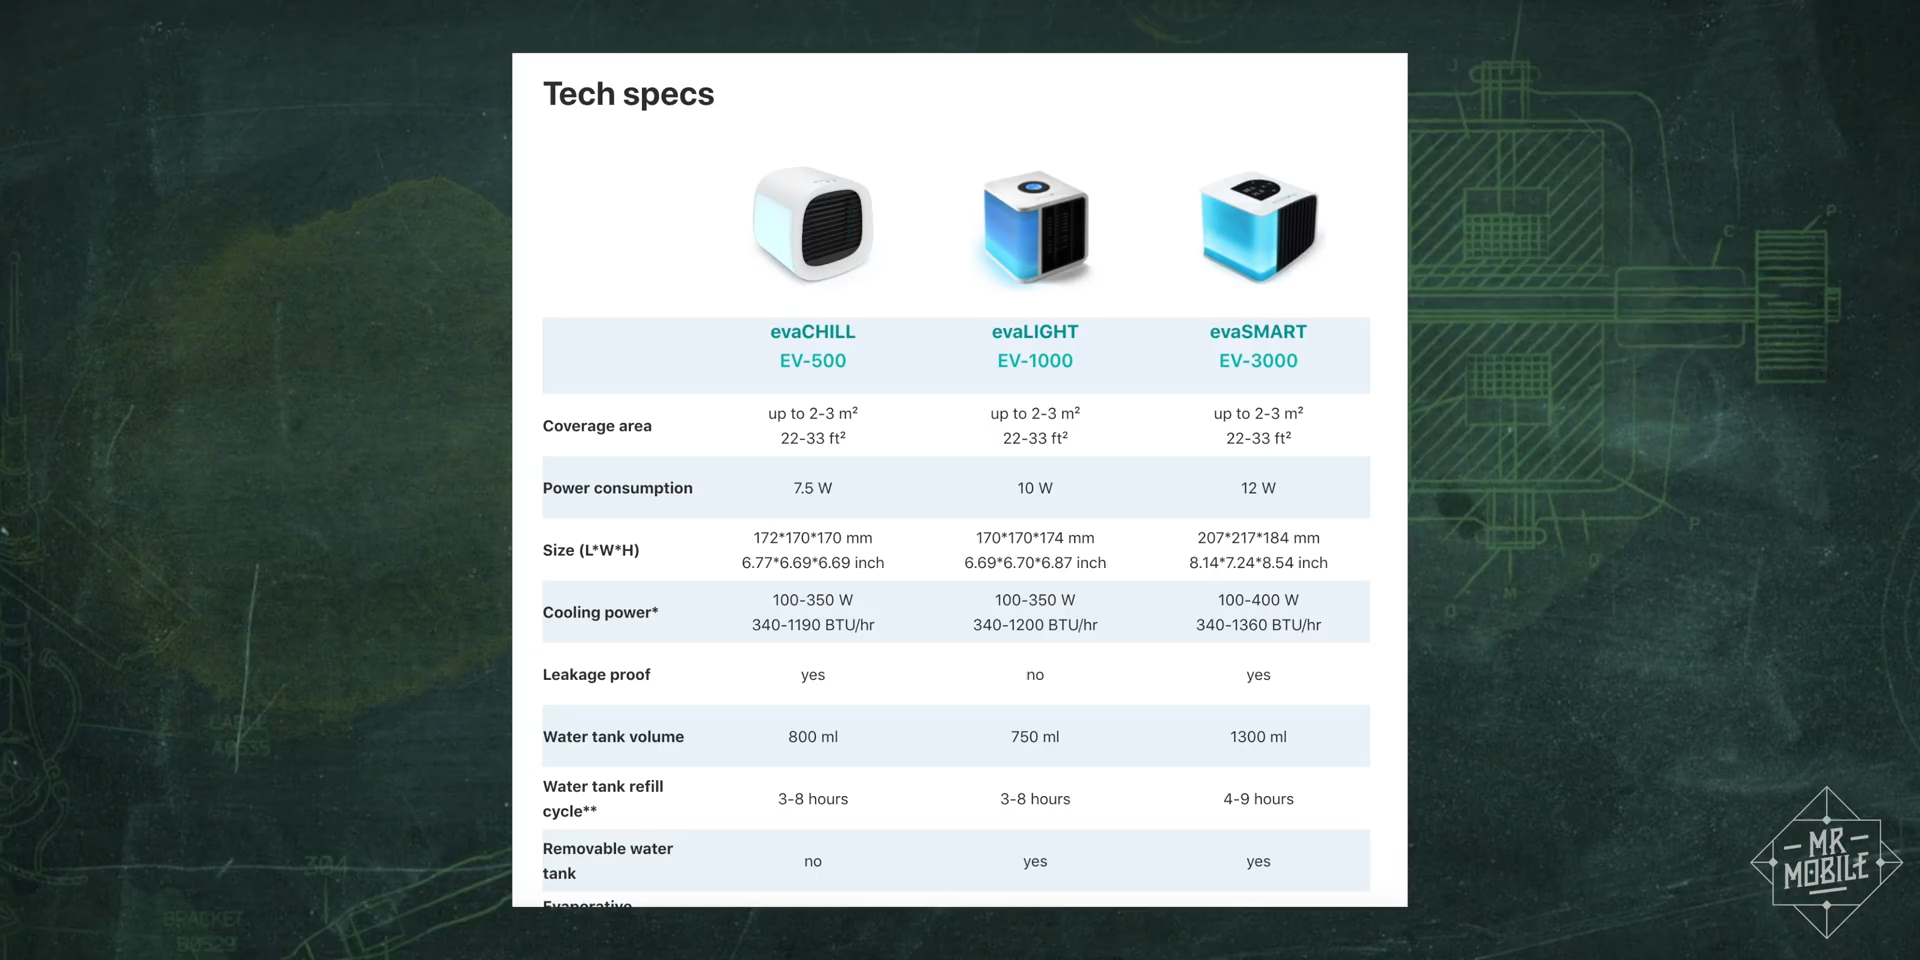 Tech specs
evaCHILL evaLIGHT evaSMART
EV-500 EV-1000 EV-3000
Coverage area
up to 2-3 m² up to 2-3 m² up to 2-3 m²
22-33 ft² 22-33 ft² 22-33 ft²
Power consumption 7.5 W 10 W 12 W
Size (L*W*H)
172*170*170 mm 170*170*174 mm 207*217*184 mm
6.77*6.69*6.69 inch 6.69*6.70*6.87 inch 8.14*7.24*8.54 inch
Cooling power*
100-350 W 100-350 W 100-400 W
340-1190 BTU/hr 340-1200 BTU/hr 340-1360 BTU/hr
Leakage proof yes no yes
Water tank volume 800 ml 750 ml 1300 ml
Water tank refill
cycle** 3-8 hours 3-8 hours 4-9 hours
Removable water
tank no yes yes
Evaporative
J
P
C
P
O
M
O
CABLE
304
BRACKET
B0529
MR
MOBILE